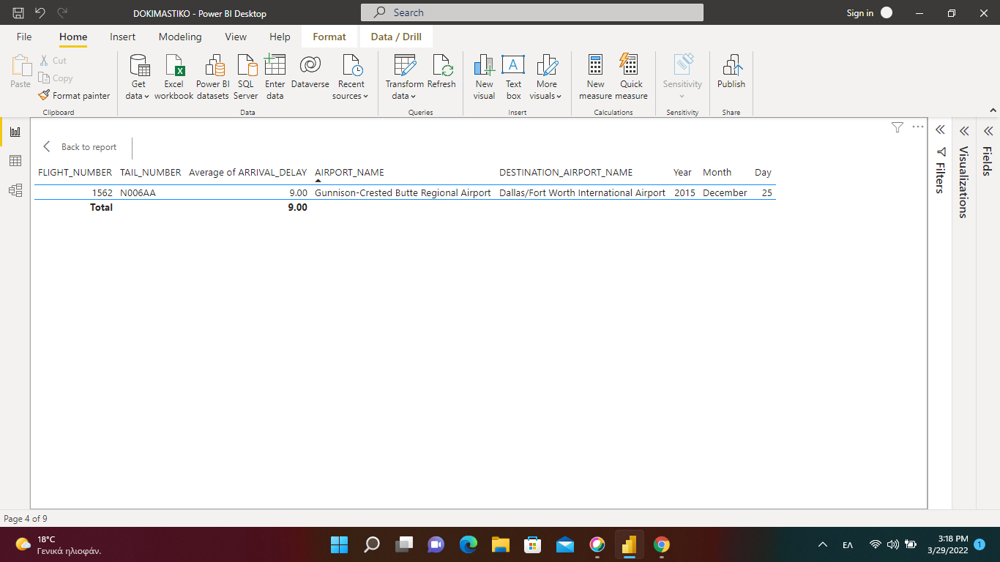 DOKIMASTIKO - Power BI Desktop
Search
Sign in
File Home Insert Modeling View Help Format Data / Drill
Paste
Cut
Copy
Format painter
Clipboard
Get data
Excel workbook
Power BI datasets
SQL Server
Enter data
Dataverse
Recent sources
Data
Transform data
Refresh
Queries
New visual
Text box
More visuals
Insert
New measure
Quick measure
Calculations
Sensitivity
Sensitivity
Publish
Share
Back to report
FLIGHT_NUMBER TAIL_NUMBER Average of ARRIVAL_DELAY AIRPORT_NAME DESTINATION_AIRPORT_NAME Year Month Day
1562 N006AA 9.00 Gunnison-Crested Butte Regional Airport Dallas/Fort Worth International Airport 2015 December 25
Total 9.00
Filters
Visualizations
Fields
Page 4 of 9
18°C
Γενικά ηλιοφάν.
ΕΛ
3:18 PM
3/29/2022
1